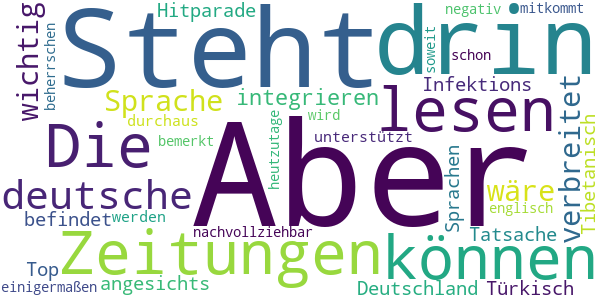 Hitparade
negativ
mitkommt
wichtig
beherrschen
Steht
drin
soweit
schon
Infektions
Sprache
integrieren
lesen
durchaus
wird
bemerkt
heutzutage
unterstützt
verbreitet
Die
Aber
Sprachen
Tibetanisch
deutsche
wäre
englisch
befindet
werden
nachvollziehbar
Tatsache
Zeitungen
können
Top
einigermaßen
angesichts
Deutschland
Türkisch